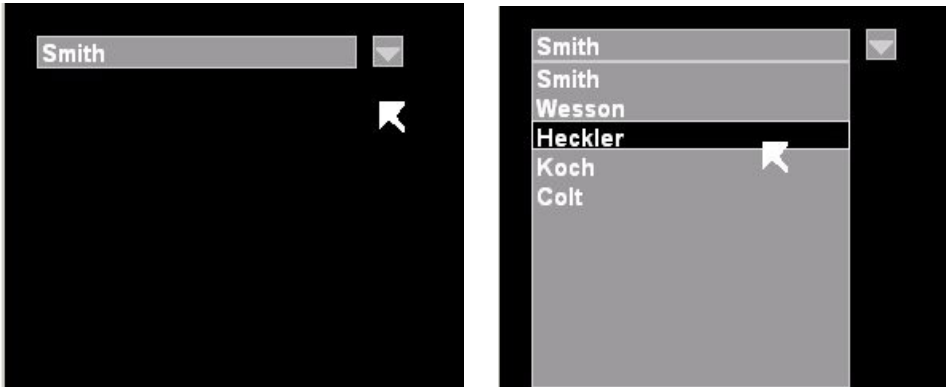 Smith
Smith
Smith
Wesson
Heckler
Koch
Colt